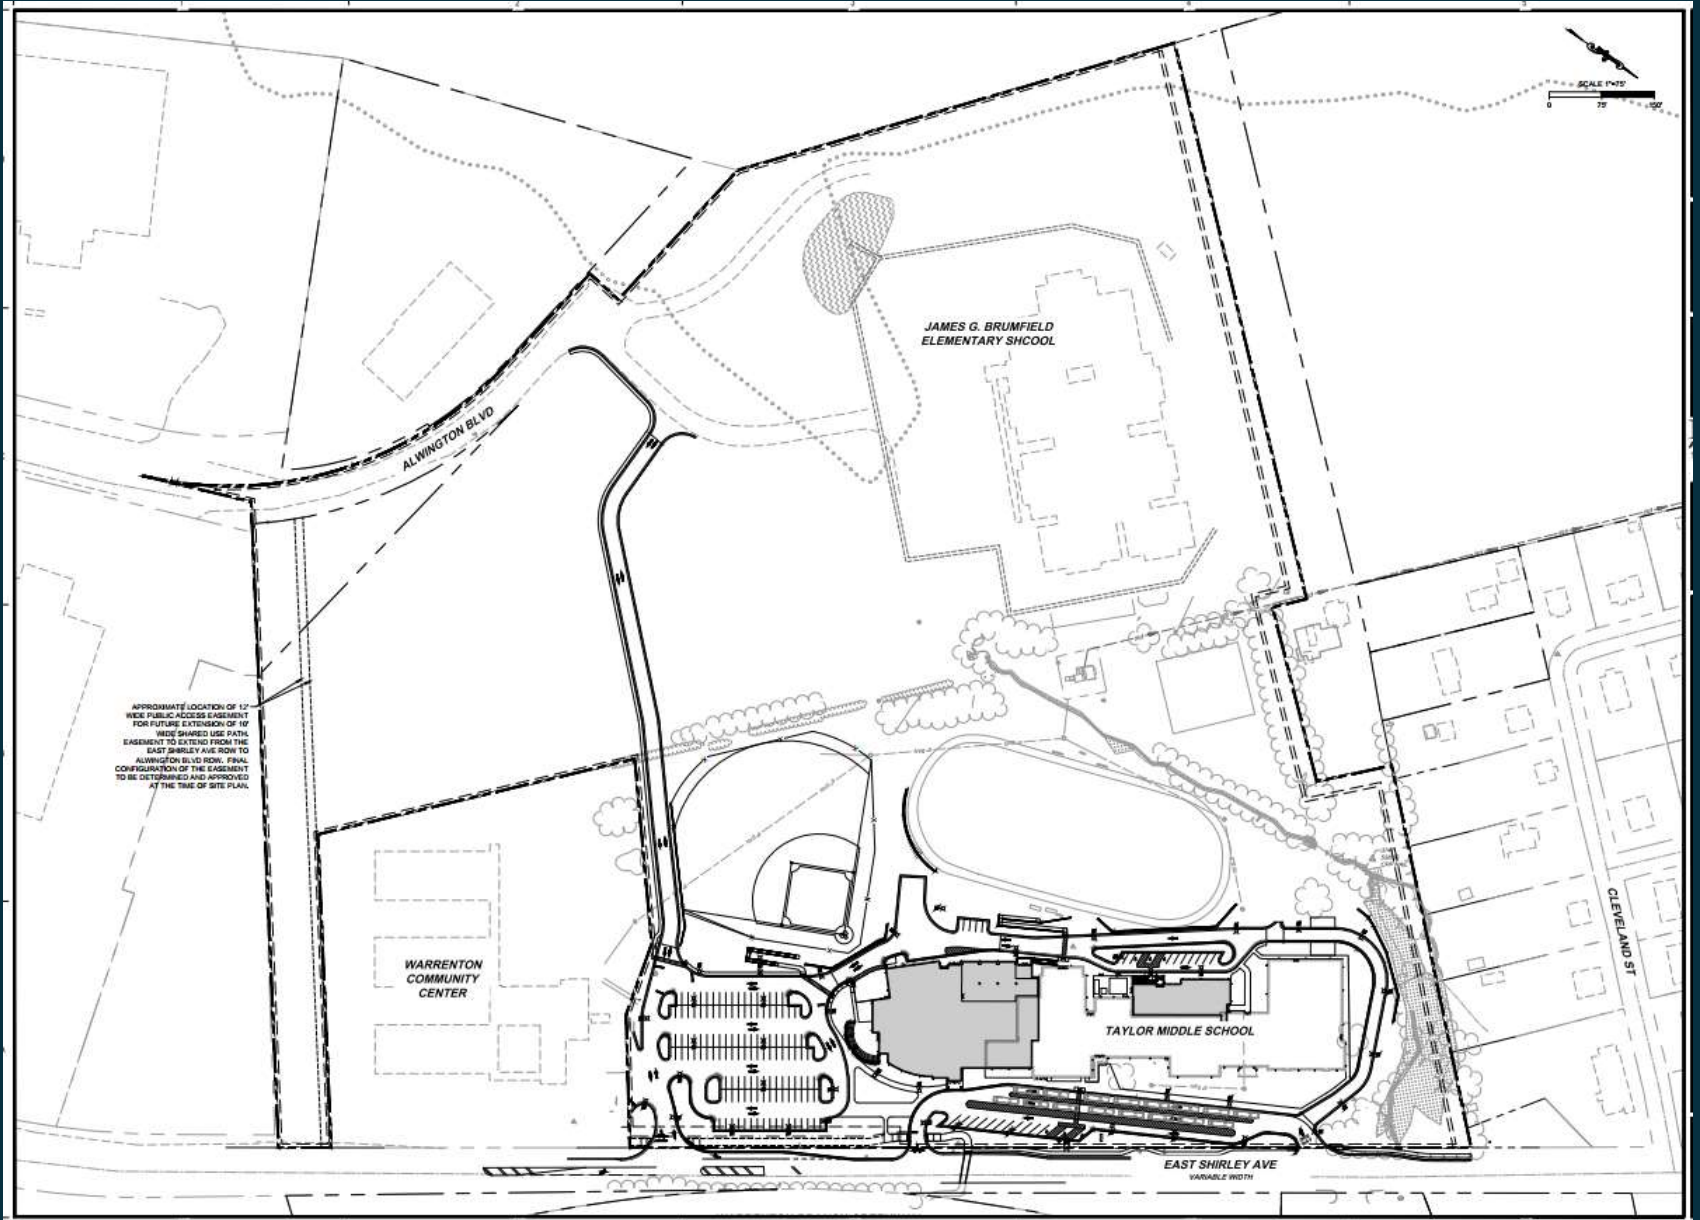 SCALE 1"=75'
0 75' 150'
JAMES G. BRUMFIELD
ELEMENTARY SHCOOL
ALWINGTON BLVD
APPROXIMATE LOCATION OF 12'
WIDE PUBLIC ACCESS EASEMENT
FOR FUTURE EXTENSION OF 10'
WIDE SHARED USE PATH.
EASEMENT TO EXTEND FROM THE
EAST SHIRLEY AVE ROW TO
ALWINGTON BLVD ROW. FINAL
CONFIGURATION OF THE EASEMENT
TO BE DETERMINED AND APPROVED
AT THE TIME OF SITE PLAN.
WARRENTON
COMMUNITY
CENTER
TAYLOR MIDDLE SCHOOL
CLEVELAND ST
EAST SHIRLEY AVE
VARIABLE WIDTH